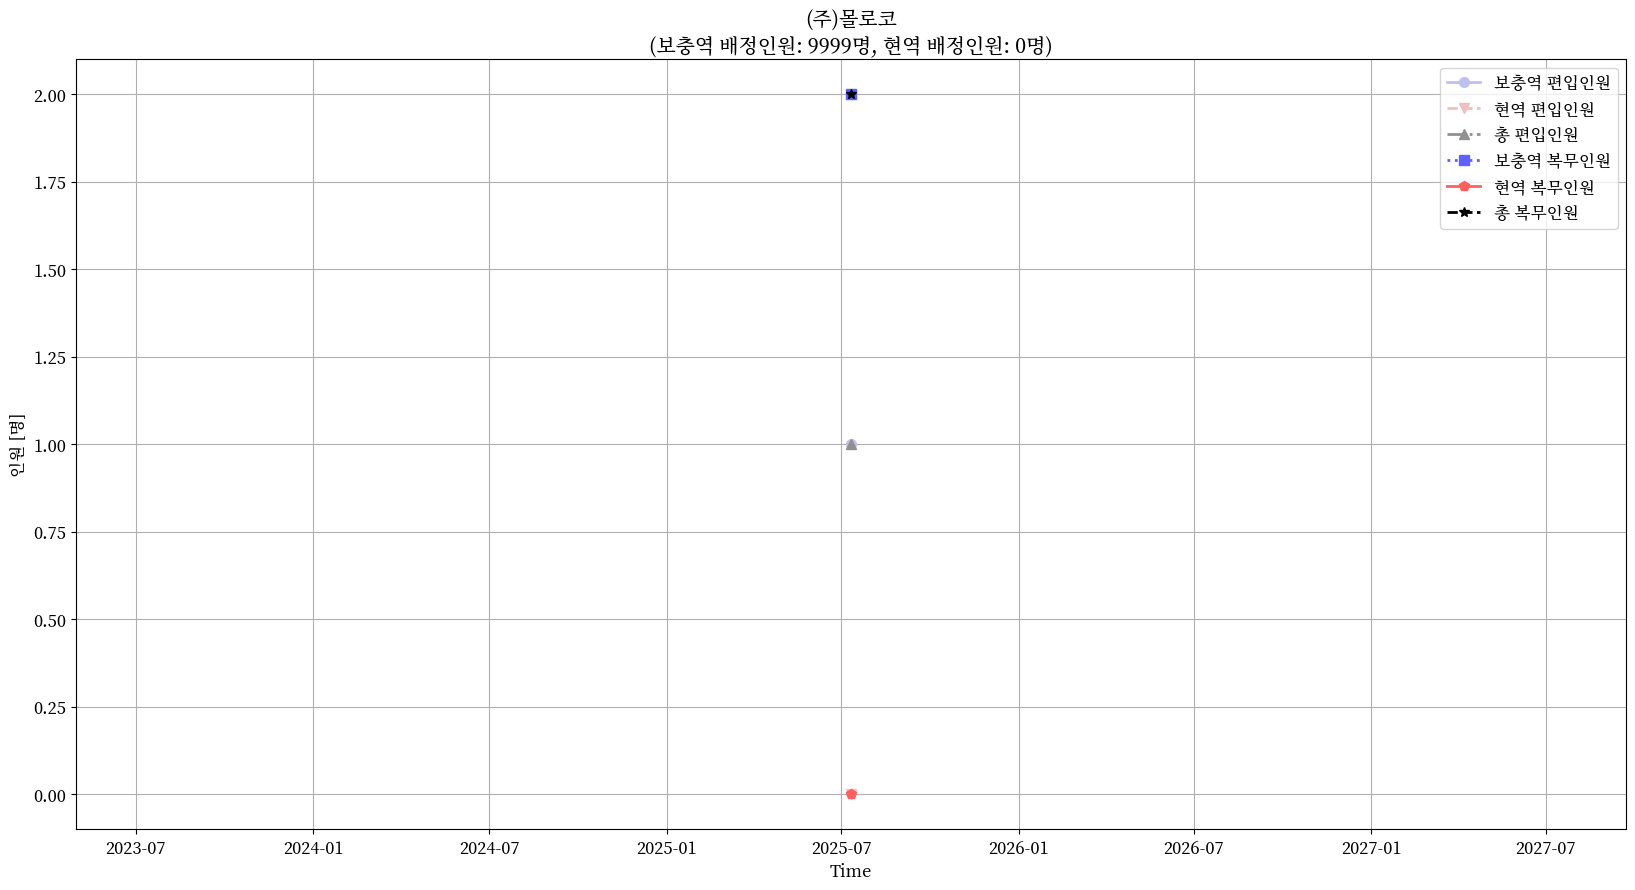 (주)몰로코
(보충역 배정인원: 9999명, 현역 배정인원: 0명)
보충역 편입인원
현역 편입인원
총 편입인원
보충역 복무인원
현역 복무인원
총 복무인원
인원 [명]
2.00
1.75
1.50
1.25
1.00
0.75
0.50
0.25
0.00
2023-07
2024-01
2024-07
2025-01
2025-07
2026-01
2026-07
2027-01
2027-07
Time